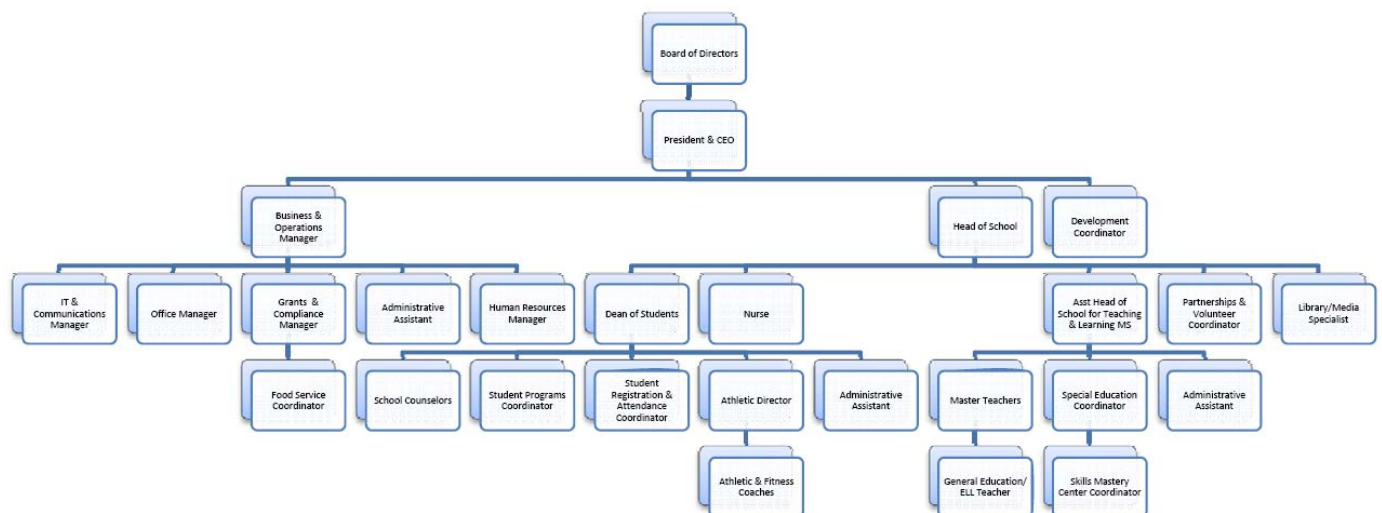 Board of Directors
President & CEO
Business &
Operations
Manager
Head of School
Development
Coordinator
IT &
Communications
Manager
Office Manager
Grants &
Compliance
Manager
Administrative
Assistant
Human Resources
Manager
Dean of Students
Nurse
Asst Head of
School for Teaching
& Learning MS
Partnerships &
Volunteer
Coordinator
Library/Media
Specialist
Food Service
Coordinator
School Counselors
Student Programs
Coordinator
Student
Registration &
Attendance
Coordinator
Athletic Director
Administrative
Assistant
Master Teachers
Special Education
Coordinator
Administrative
Assistant
Athletic & Fitness
Coaches
General Education/
ELL Teacher
Skills Mastery
Center Coordinator